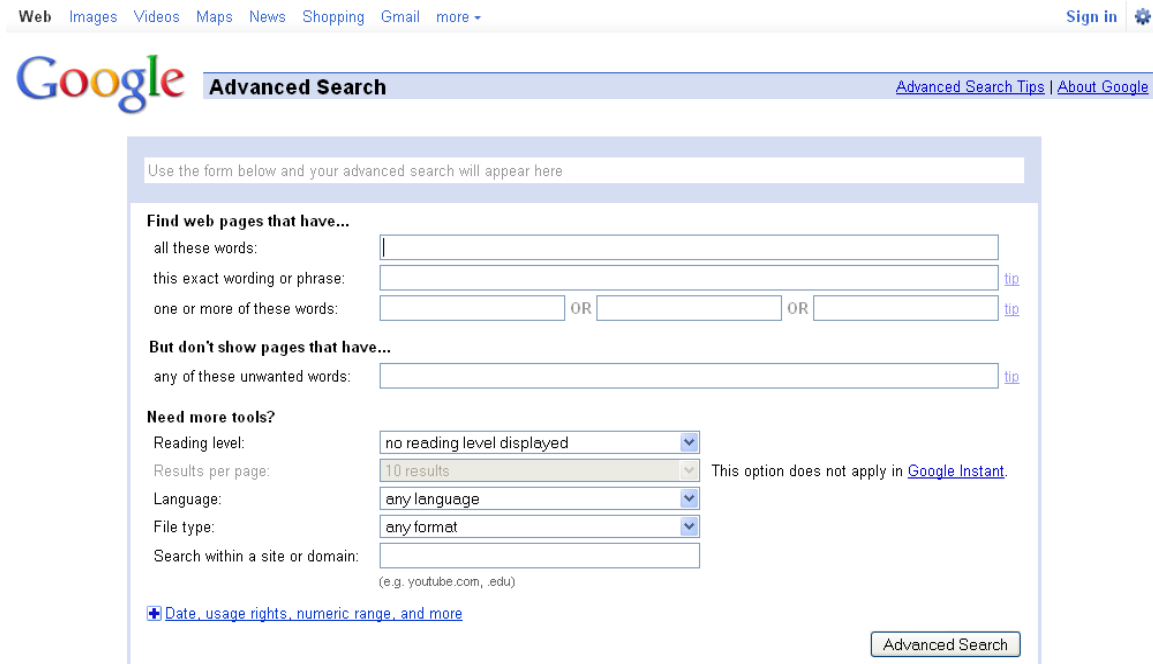 Web Images Videos Maps News Shopping Gmail more
Sign in
Google Advanced Search
Advanced Search Tips | About Google
Use the form below and your advanced search will appear here
Find web pages that have...
all these words:
this exact wording or phrase: tip
one or more of these words: OR OR tip
But don't show pages that have...
any of these unwanted words: tip
Need more tools?
Reading level: no reading level displayed
Results per page: 10 results This option does not apply in Google Instant.
Language: any language
File type: any format
Search within a site or domain:
(e.g. youtube.com, .edu)
Date, usage rights, numeric range, and more
Advanced Search